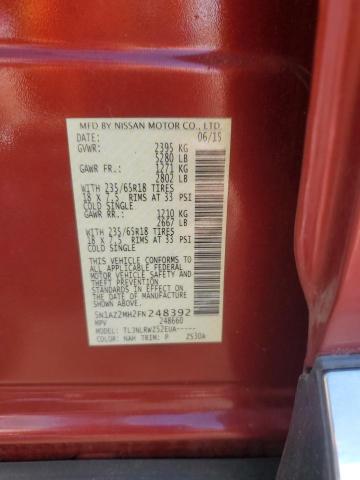 MFD BY NISSAN MOTOR CO., LTD.
DATE: 06/15
GVWR: 2395 KG
5280 LB
GAWR FR.: 1271 KG
2802 LB
WITH 235/65R18 TIRES
18 X 7.5 RIMS AT 33 PSI
COLD SINGLE
GAWR RR.: 1210 KG
2667 LB
WITH 235/65R18 TIRES
18 X 7.5 RIMS AT 33 PSI
COLD SINGLE
THIS VEHICLE CONFORMS TO ALL
APPLICABLE FEDERAL
MOTOR VEHICLE SAFETY
AND THEFT PREVENTION
STANDARDS IN EFFECT ON
THE DATE OF MANUFACTURE
SHOWN ABOVE.
5N1AZ2MH2FN248392
MPV 248660
MODEL: TLJNLRWZ52EUA-----
COLOR: NAH TRIM: P Z530A